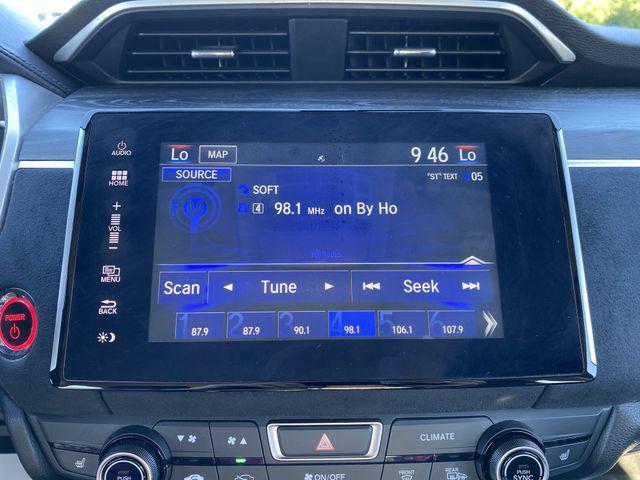 Lo MAP 9 46 Lo
AUDIO
SOURCE "ST" TEXT 05
HOME
SOFT
FM
4 98.1 MHz on By Ho
+
VOL
-
MENU
Scan ◄ Tune ► |◄◄ Seek ►►|
BACK
POWER
1 87.9 2 87.9 3 90.1 4 98.1 5 106.1 6 107.9
CLIMATE
PUSH
ON/OFF
FRONT
REAR
PUSH
SYNC